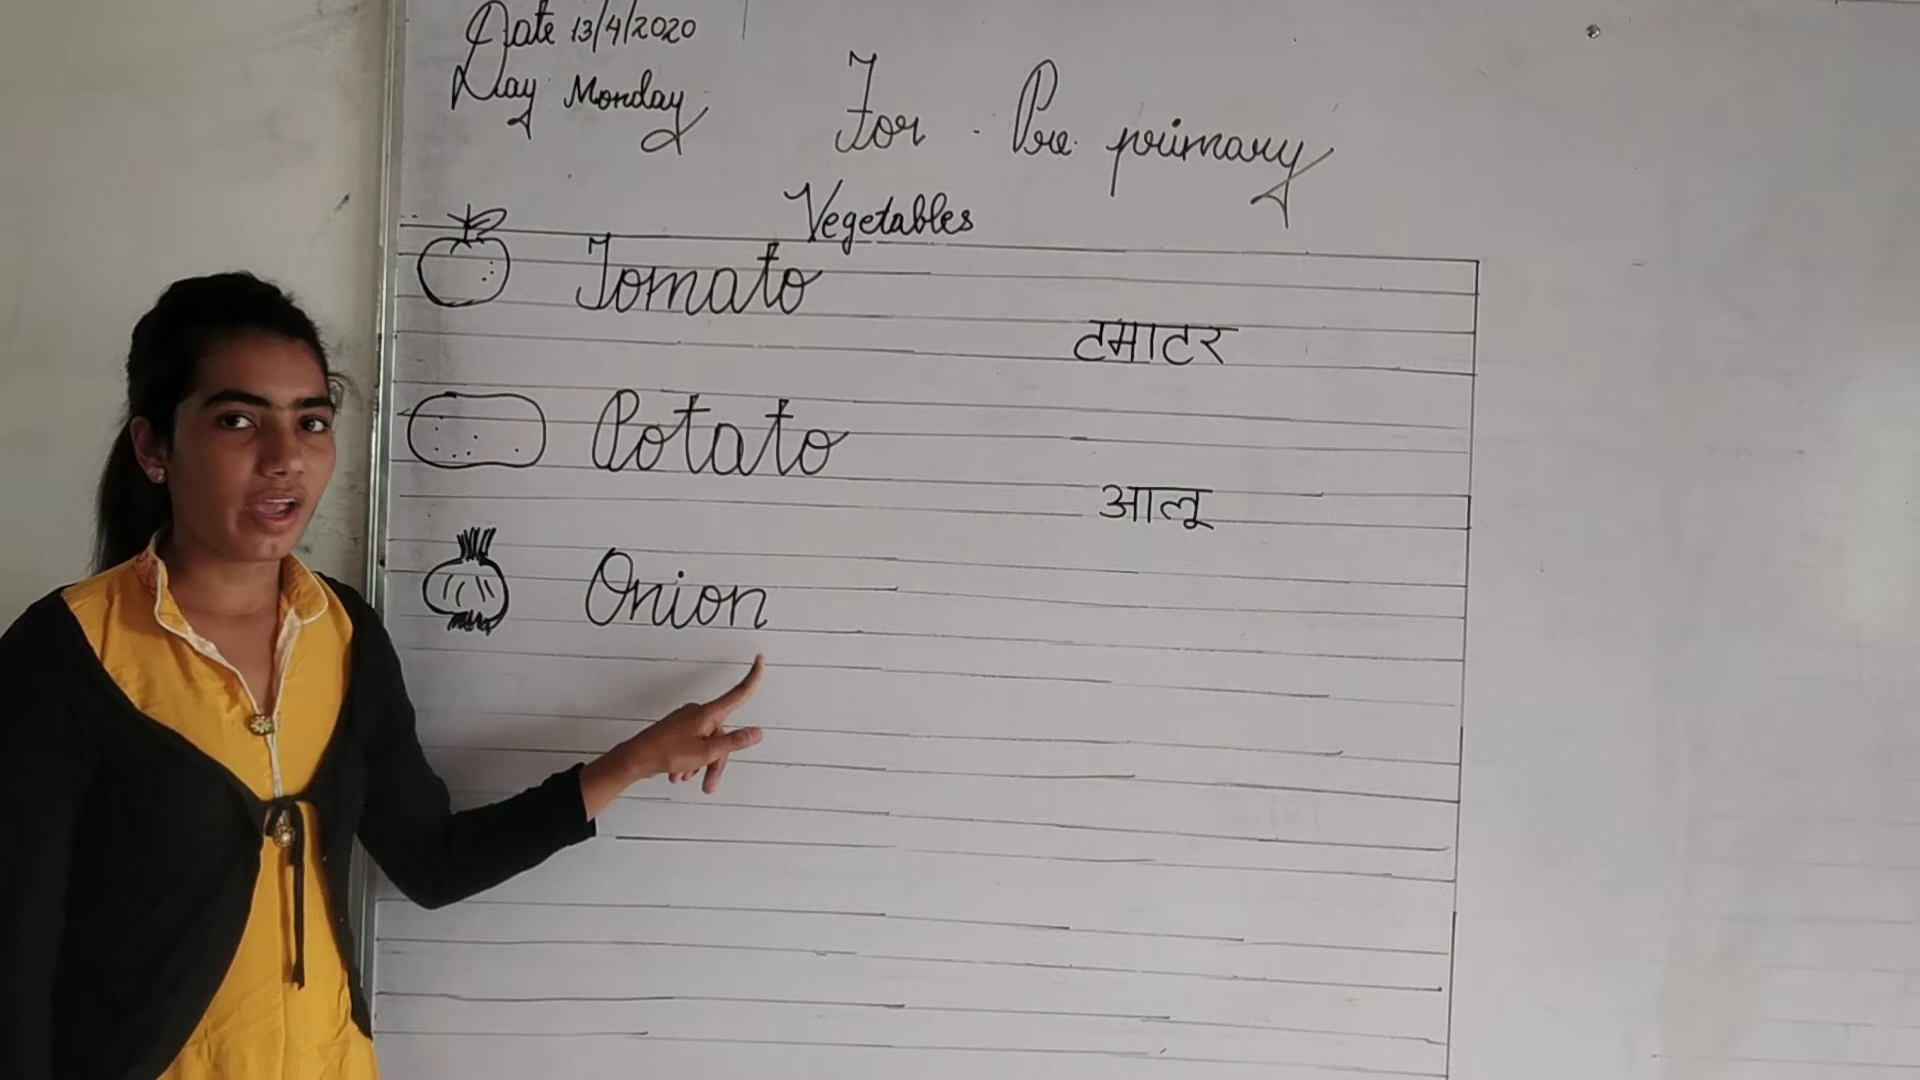 Date 13/4/2020
Day Monday
For - Pre primary
Vegetables
Tomato
टमाटर
Potato
आलू
Onion